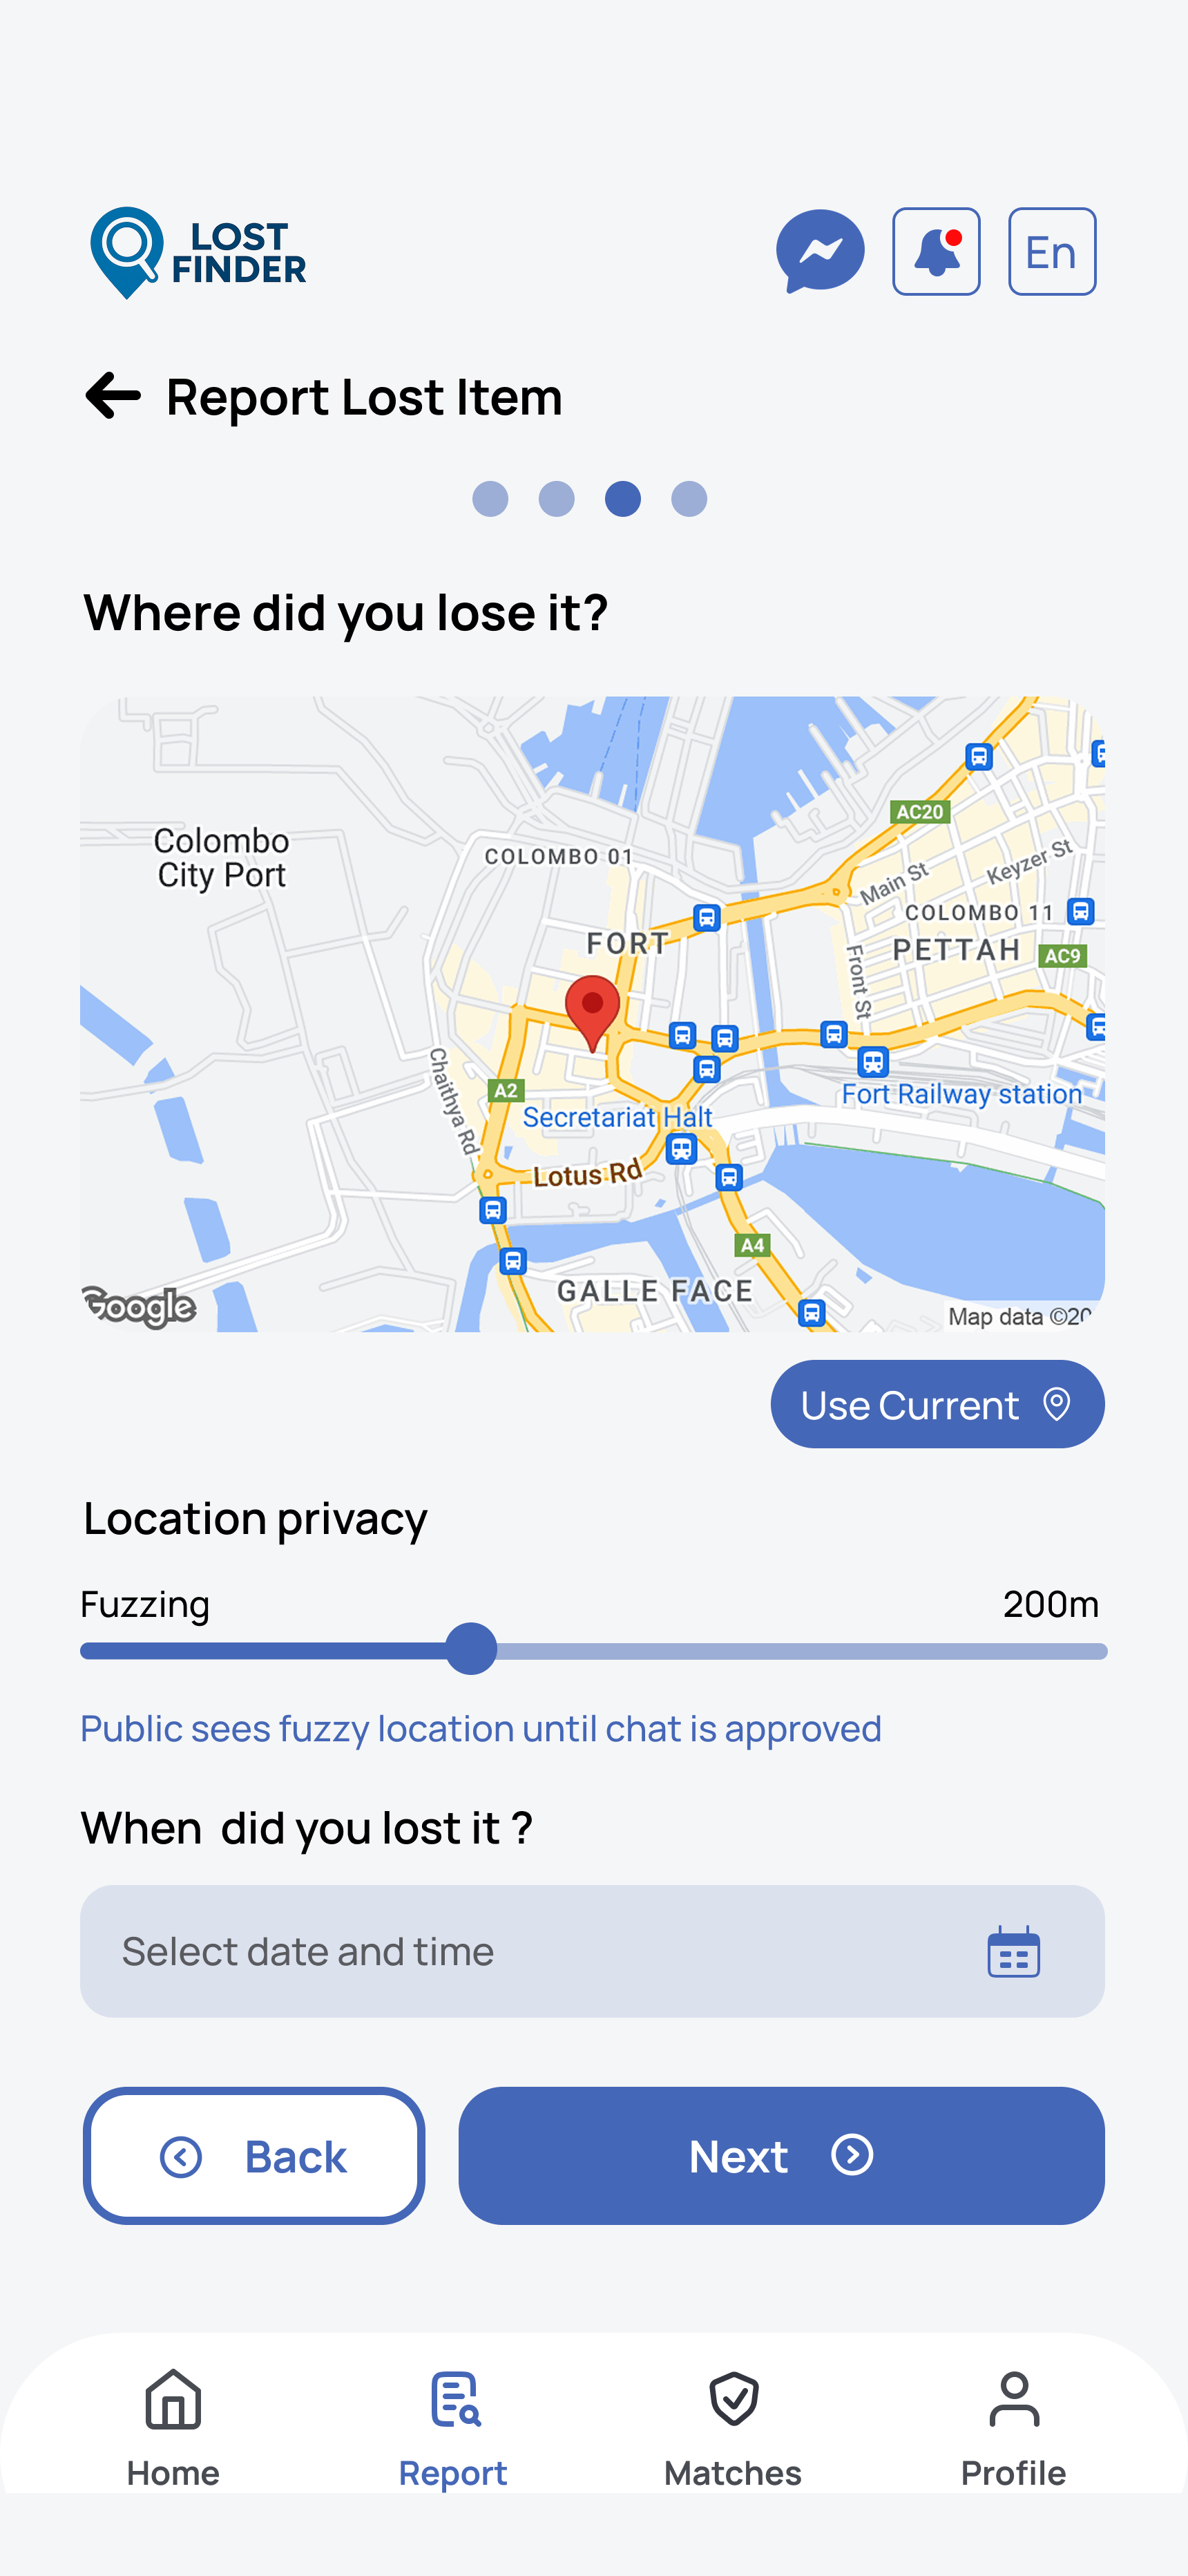 LOST
FINDER
En
Report Lost Item
Where did you lose it?
Colombo
City Port
COLOMBO 01
AC20
Main St
Keyzer St
COLOMBO 11
FORT
PETTAH
AC9
Front St
Chaithya Rd
A2
Fort Railway station
Secretariat Halt
Lotus Rd
A4
GALLE FACE
Google
Map data ©20
Use Current
Location privacy
Fuzzing
200m
Public sees fuzzy location until chat is approved
When did you lost it ?
Select date and time
Back
Next
Home
Report
Matches
Profile